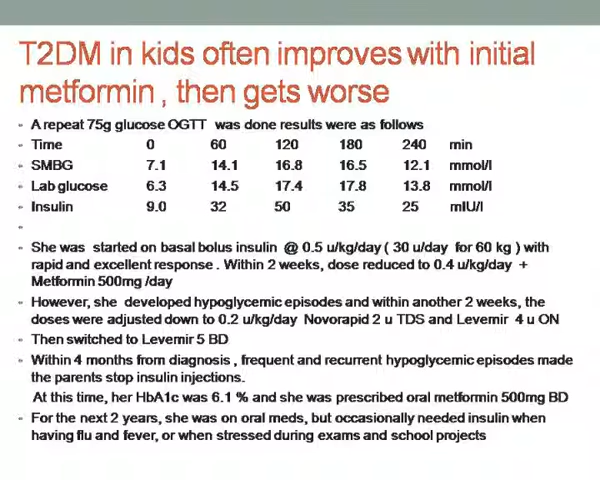 T2DM in kids often improves with initial
metformin , then gets worse
A repeat 75g glucose OGTT was done results were as follows
Time 0 60 120 180 240 min
SMBG 7.1 14.1 16.8 16.5 12.1 mmol/l
Lab glucose 6.3 14.5 17.4 17.8 13.8 mmol/l
Insulin 9.0 32 50 35 25 mIU/l
She was started on basal bolus insulin @ 0.5 u/kg/day ( 30 u/day for 60 kg ) with
rapid and excellent response . Within 2 weeks, dose reduced to 0.4 u/kg/day +
Metformin 500mg /day
However, she developed hypoglycemic episodes and within another 2 weeks, the
doses were adjusted down to 0.2 u/kg/day Novorapid 2 u TDS and Levemir 4 u ON
Then switched to Levemir 5 BD
Within 4 months from diagnosis , frequent and recurrent hypoglycemic episodes made
the parents stop insulin injections.
At this time, her HbA1c was 6.1 % and she was prescribed oral metformin 500mg BD
For the next 2 years, she was on oral meds, but occasionally needed insulin when
having flu and fever, or when stressed during exams and school projects